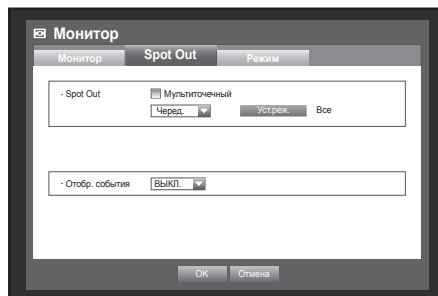 Монитор
Монитор Spot Out Режим
- Spot Out Мультиточечный
Черед. Уст.реж. Все
- Отобр. события ВЫКЛ.
OK Отмена